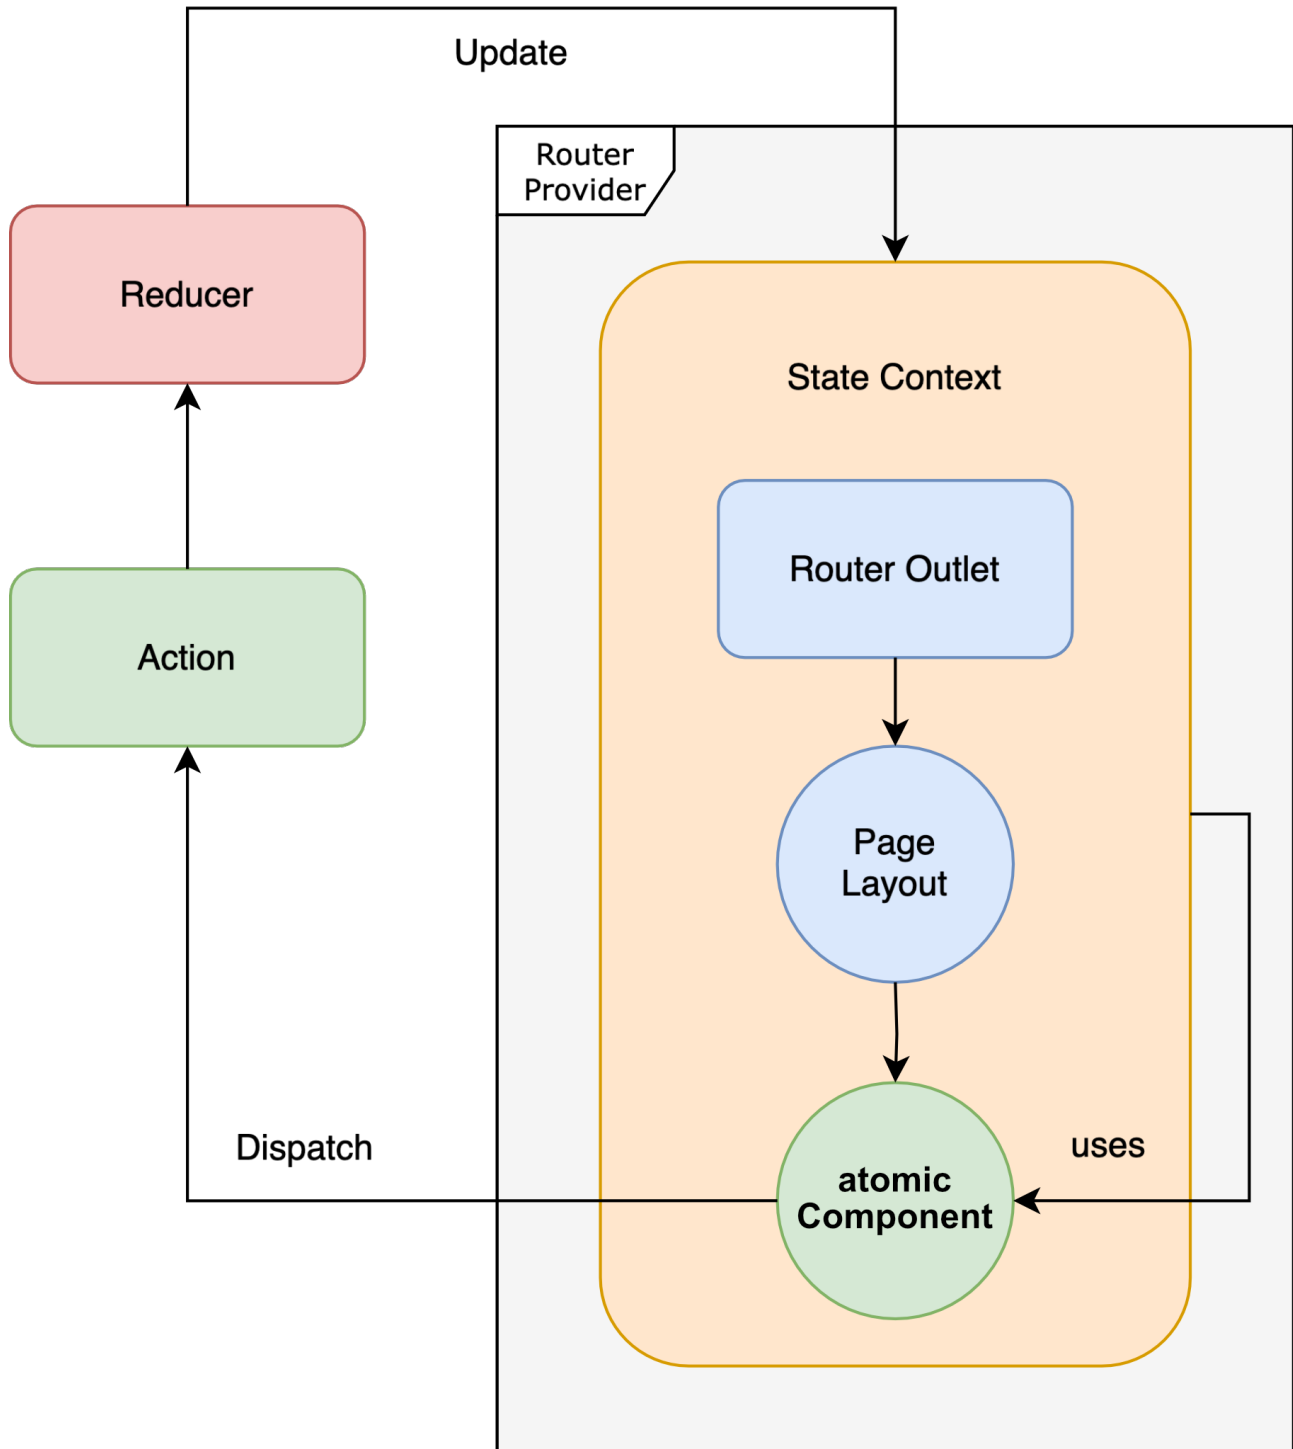 Update
Router
Provider
Reducer
State Context
Router Outlet
Action
Page
Layout
Dispatch
uses
atomic
Component